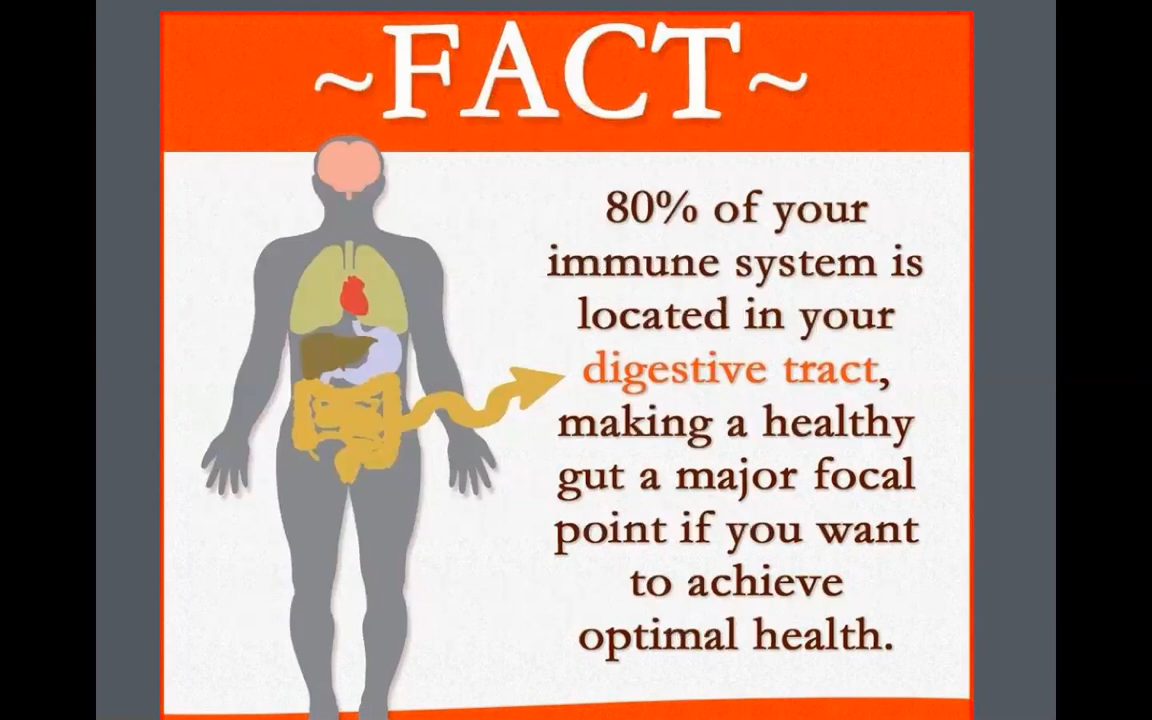 ~FACT~
80% of your
immune system is
located in your
digestive tract,
making a healthy
gut a major focal
point if you want
to achieve
optimal health.